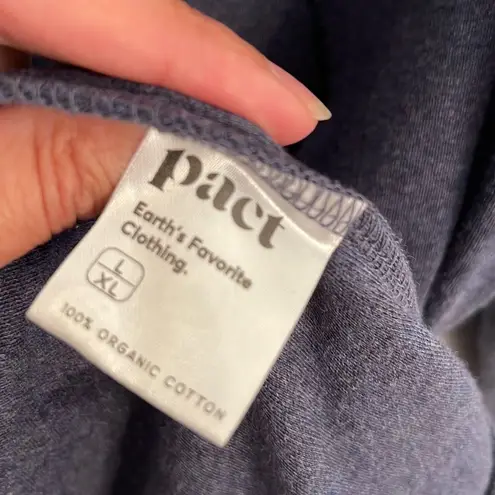 pact
Earth's Favorite
Clothing.
L
XL
100% ORGANIC COTTON